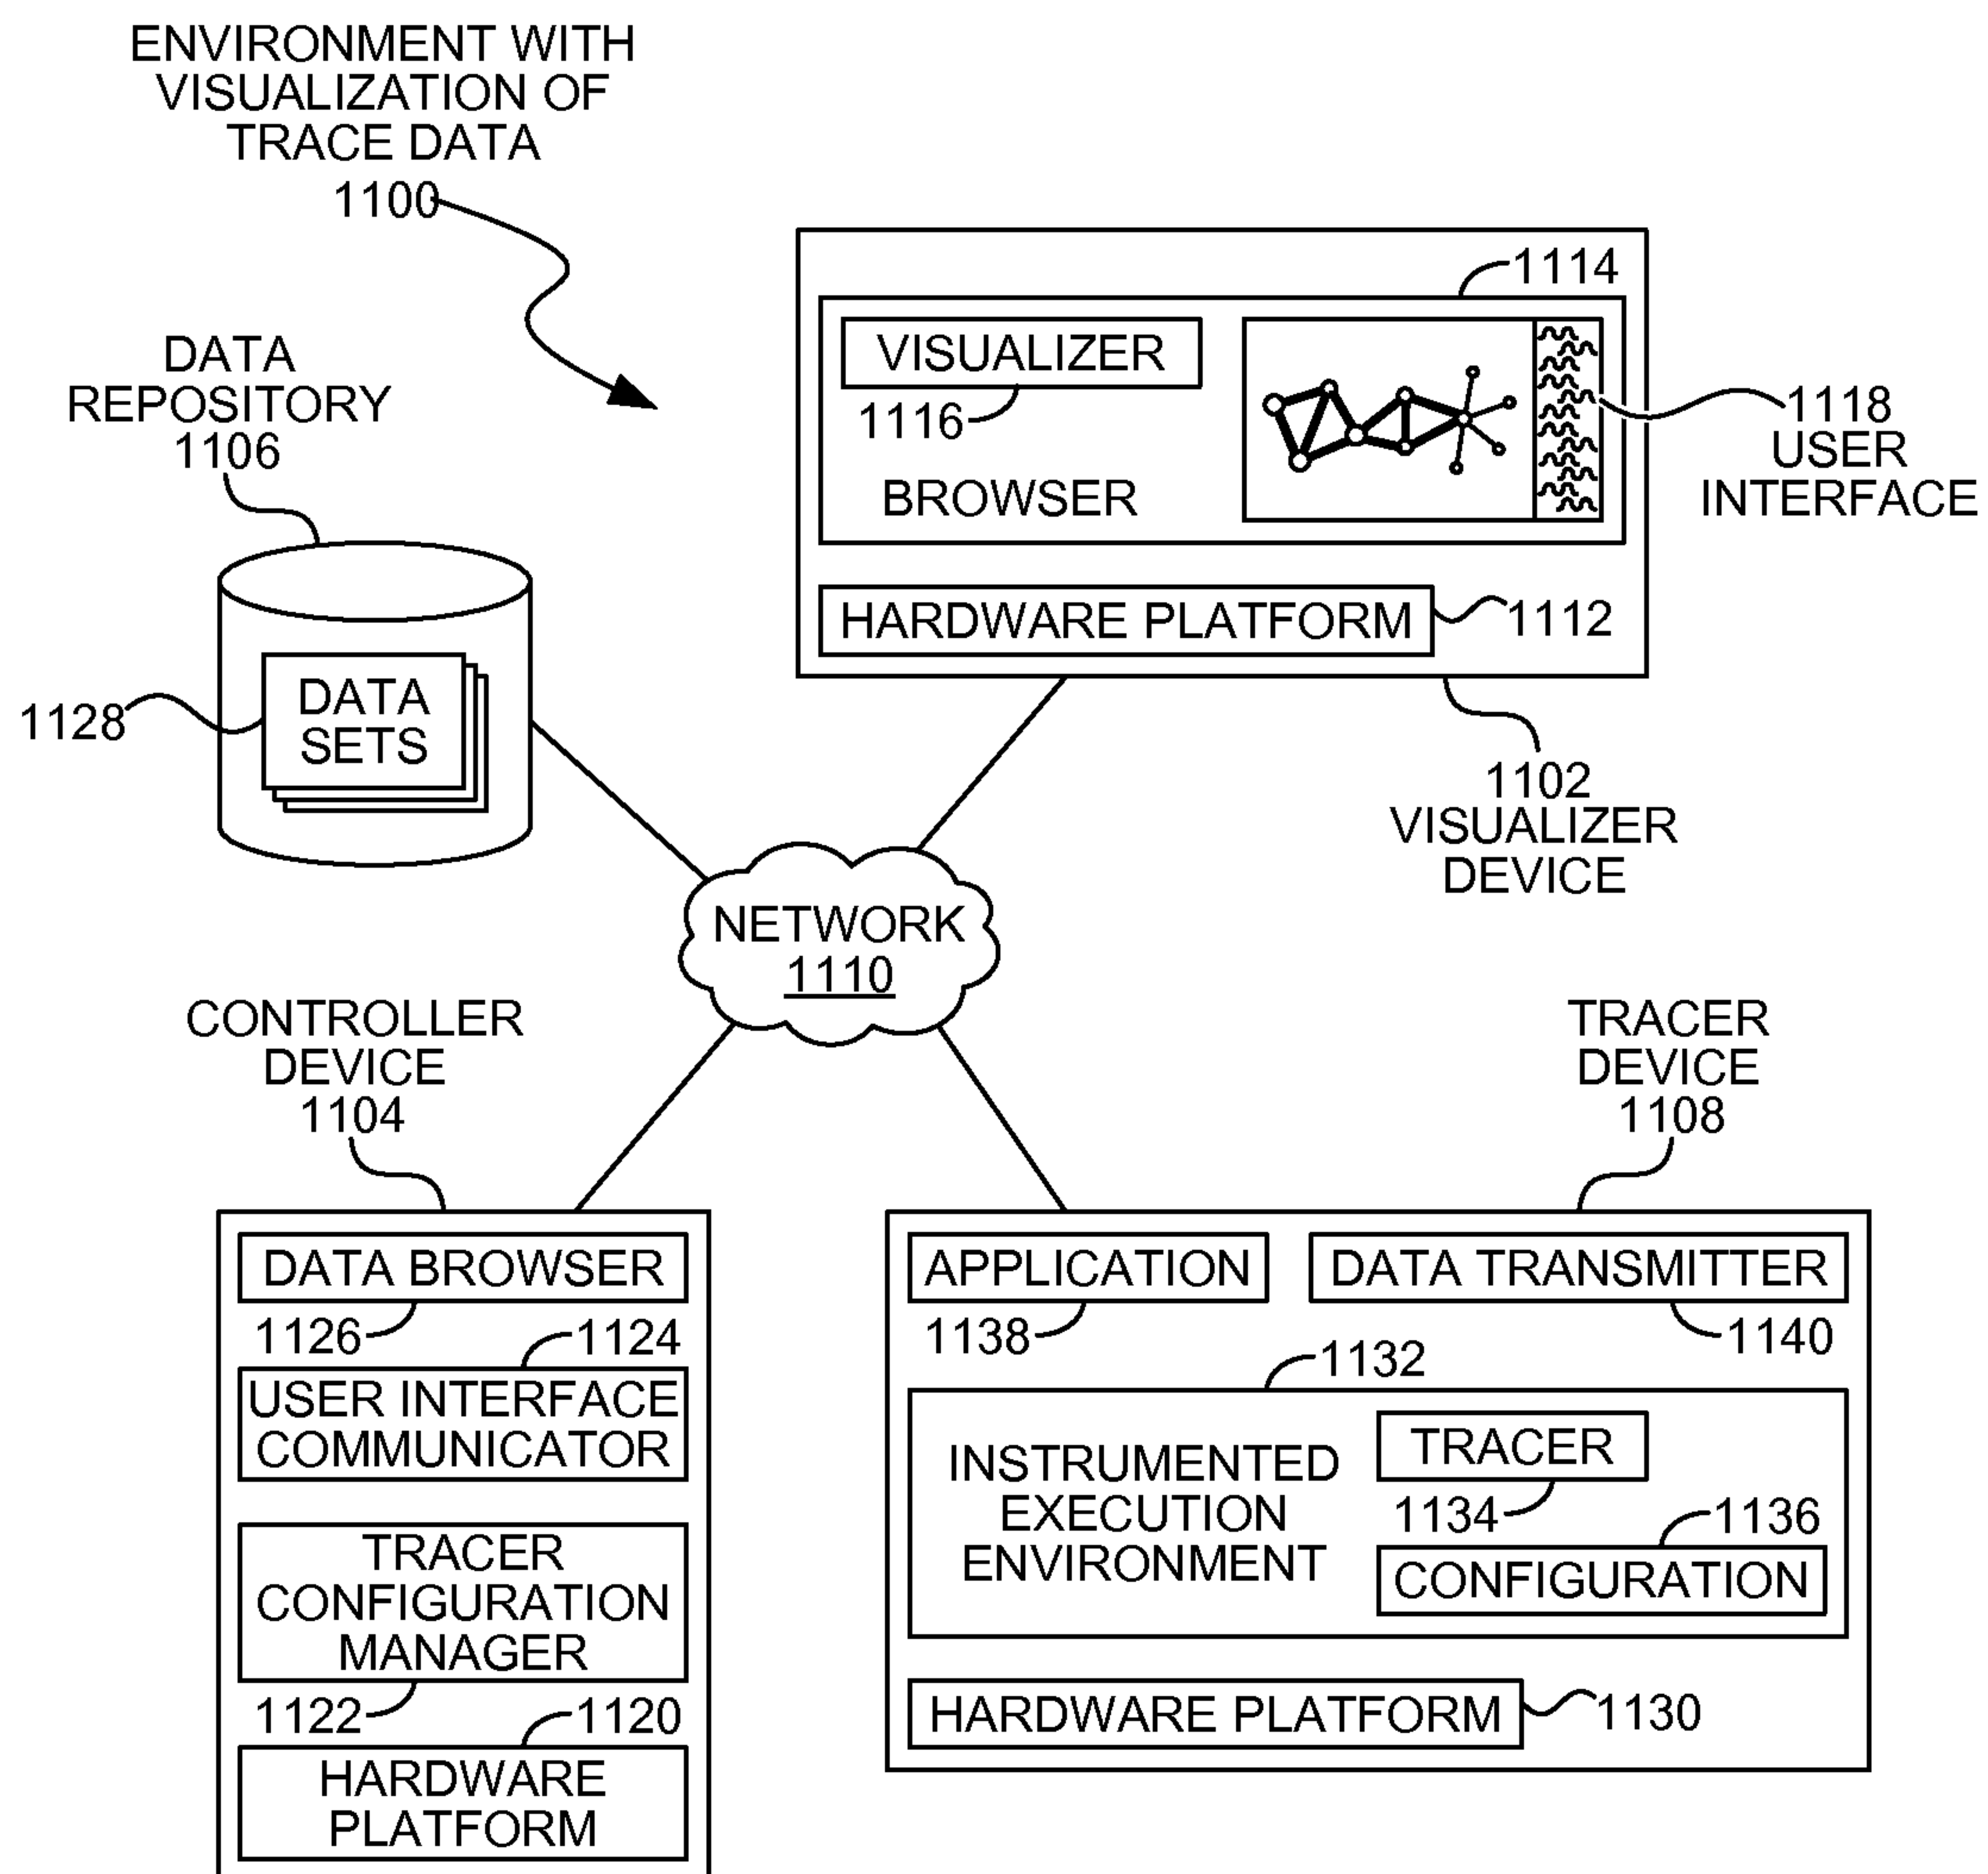 ENVIRONMENT WITH
VISUALIZATION OF
TRACE DATA
1100
1114
VISUALIZER
1116
BROWSER
1118
USER
INTERFACE
HARDWARE PLATFORM
1112
1102
VISUALIZER
DEVICE
DATA
REPOSITORY
1106
DATA
SETS
1128
NETWORK
1110
CONTROLLER
DEVICE
1104
DATA BROWSER
1126
1124
USER INTERFACE
COMMUNICATOR
TRACER
CONFIGURATION
MANAGER
1122
1120
HARDWARE
PLATFORM
TRACER
DEVICE
1108
APPLICATION
1138
DATA TRANSMITTER
1140
1132
INSTRUMENTED
EXECUTION
ENVIRONMENT
TRACER
1134
1136
CONFIGURATION
HARDWARE PLATFORM
1130